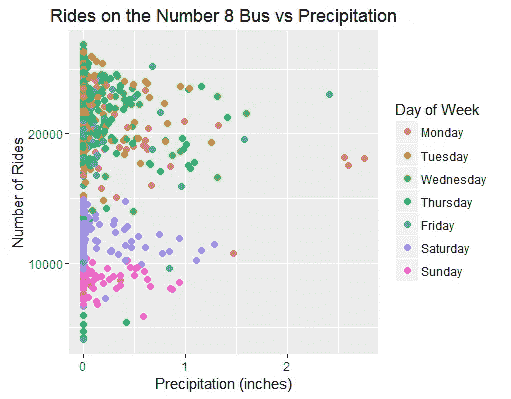 Rides on the Number 8 Bus vs Precipitation
Number of Rides
20000
10000
0
1
2
Precipitation (inches)
Day of Week
Monday
Tuesday
Wednesday
Thursday
Friday
Saturday
Sunday